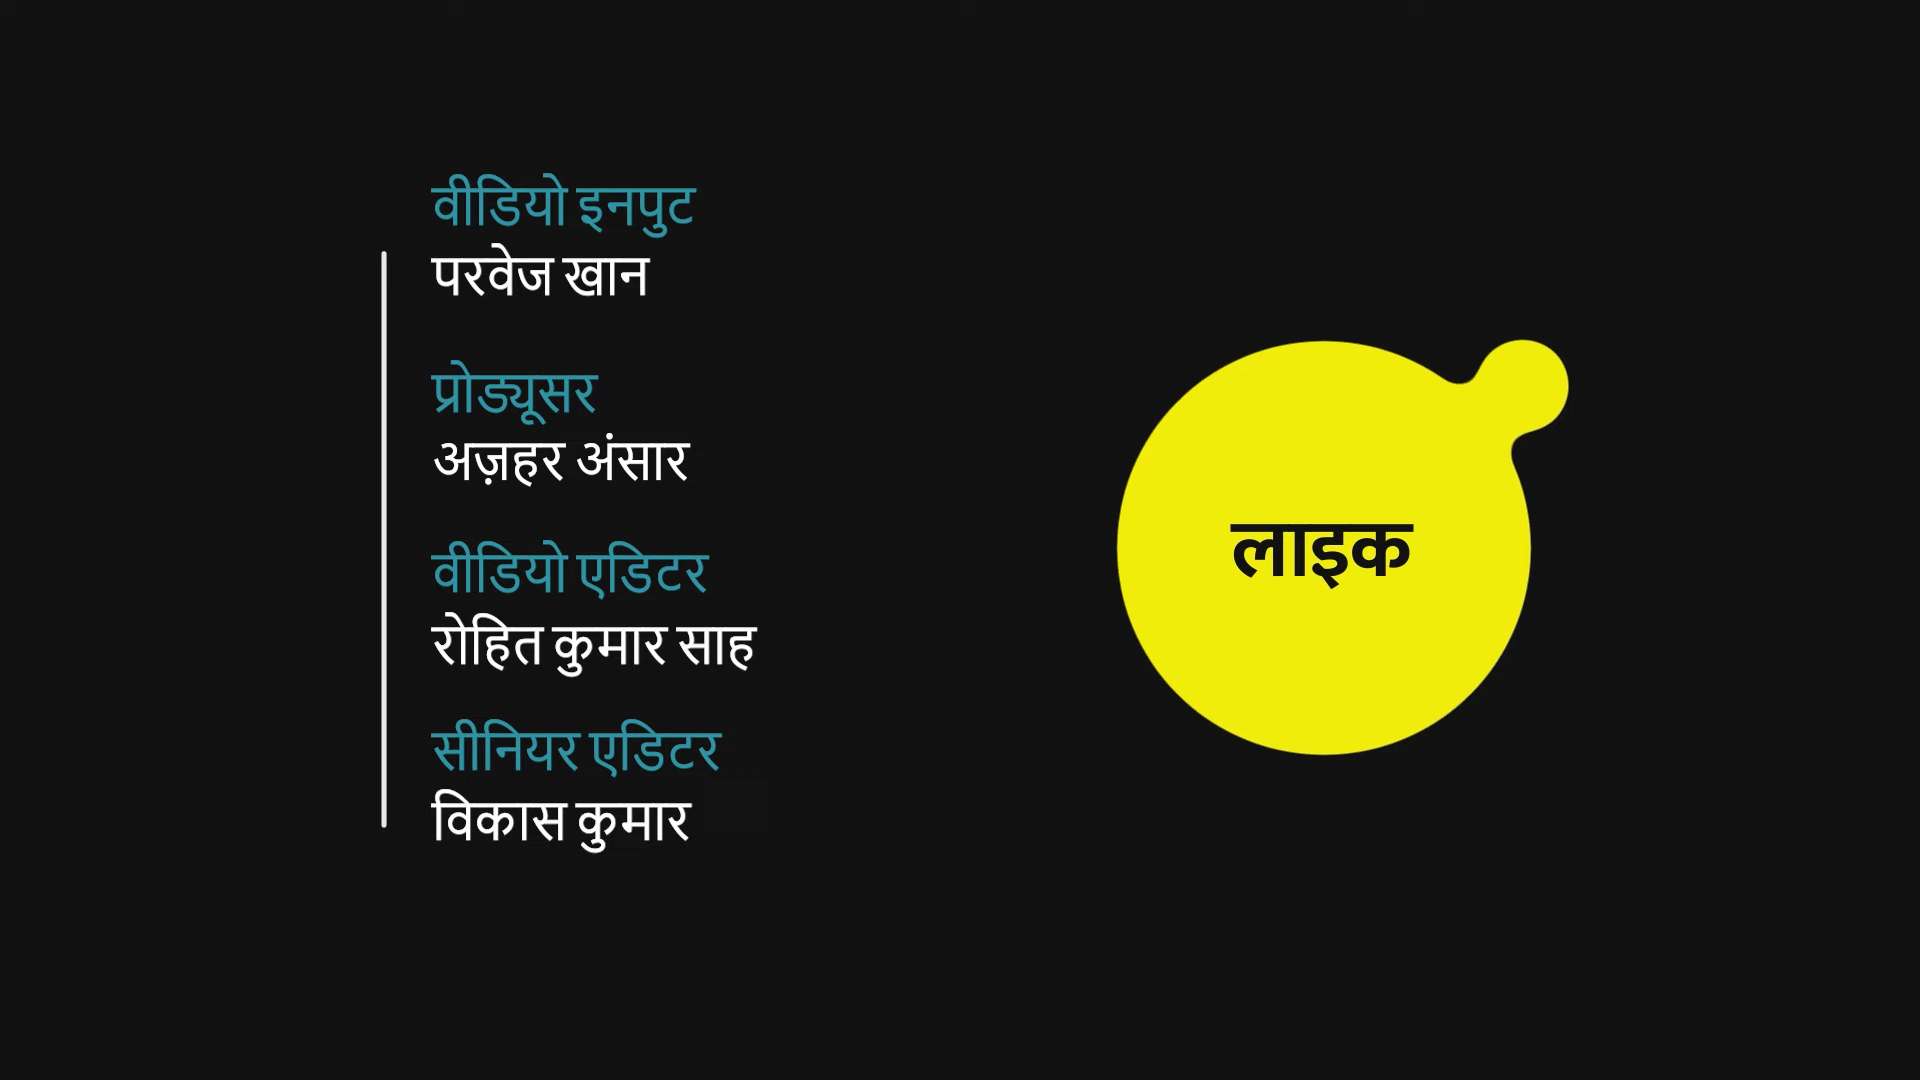 वीडियो इनपुट
परवेज खान
प्रोड्यूसर
अज़हर अंसार
वीडियो एडिटर
रोहित कुमार साह
सीनियर एडिटर
विकास कुमार
लाइक